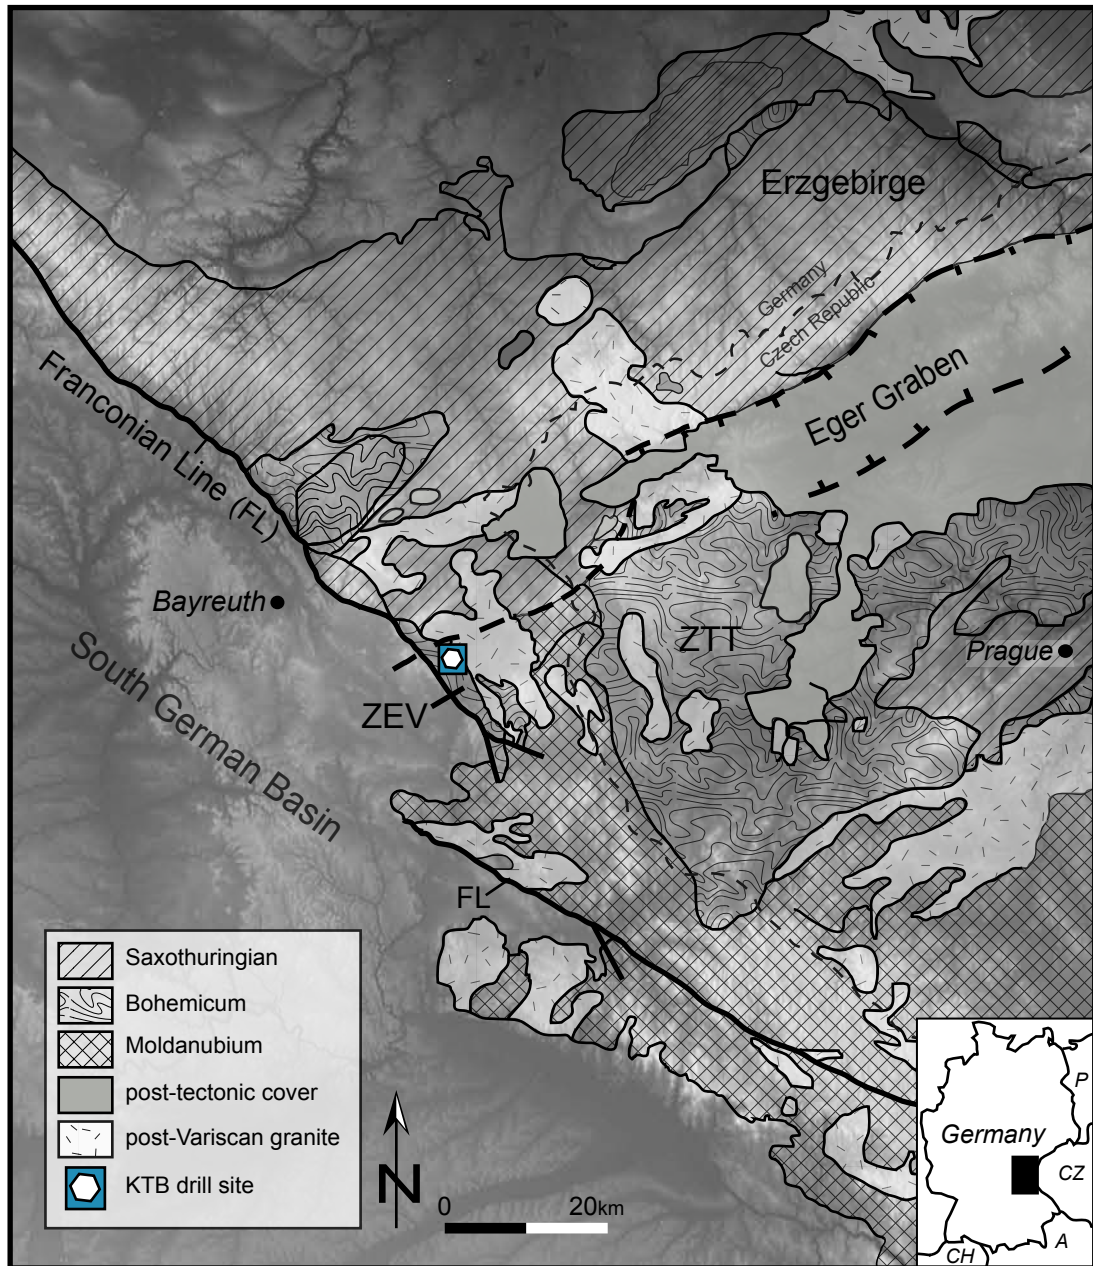 Erzgebirge
Germany
Czech Republic
Franconian Line (FL)
Eger Graben
Bayreuth
ZTT
Prague
South German Basin
ZEV
FL
Saxothuringian
Bohemicum
Moldanubium
post-tectonic cover
post-Variscan granite
KTB drill site
N
0 20km
P
Germany
CZ
A
CH